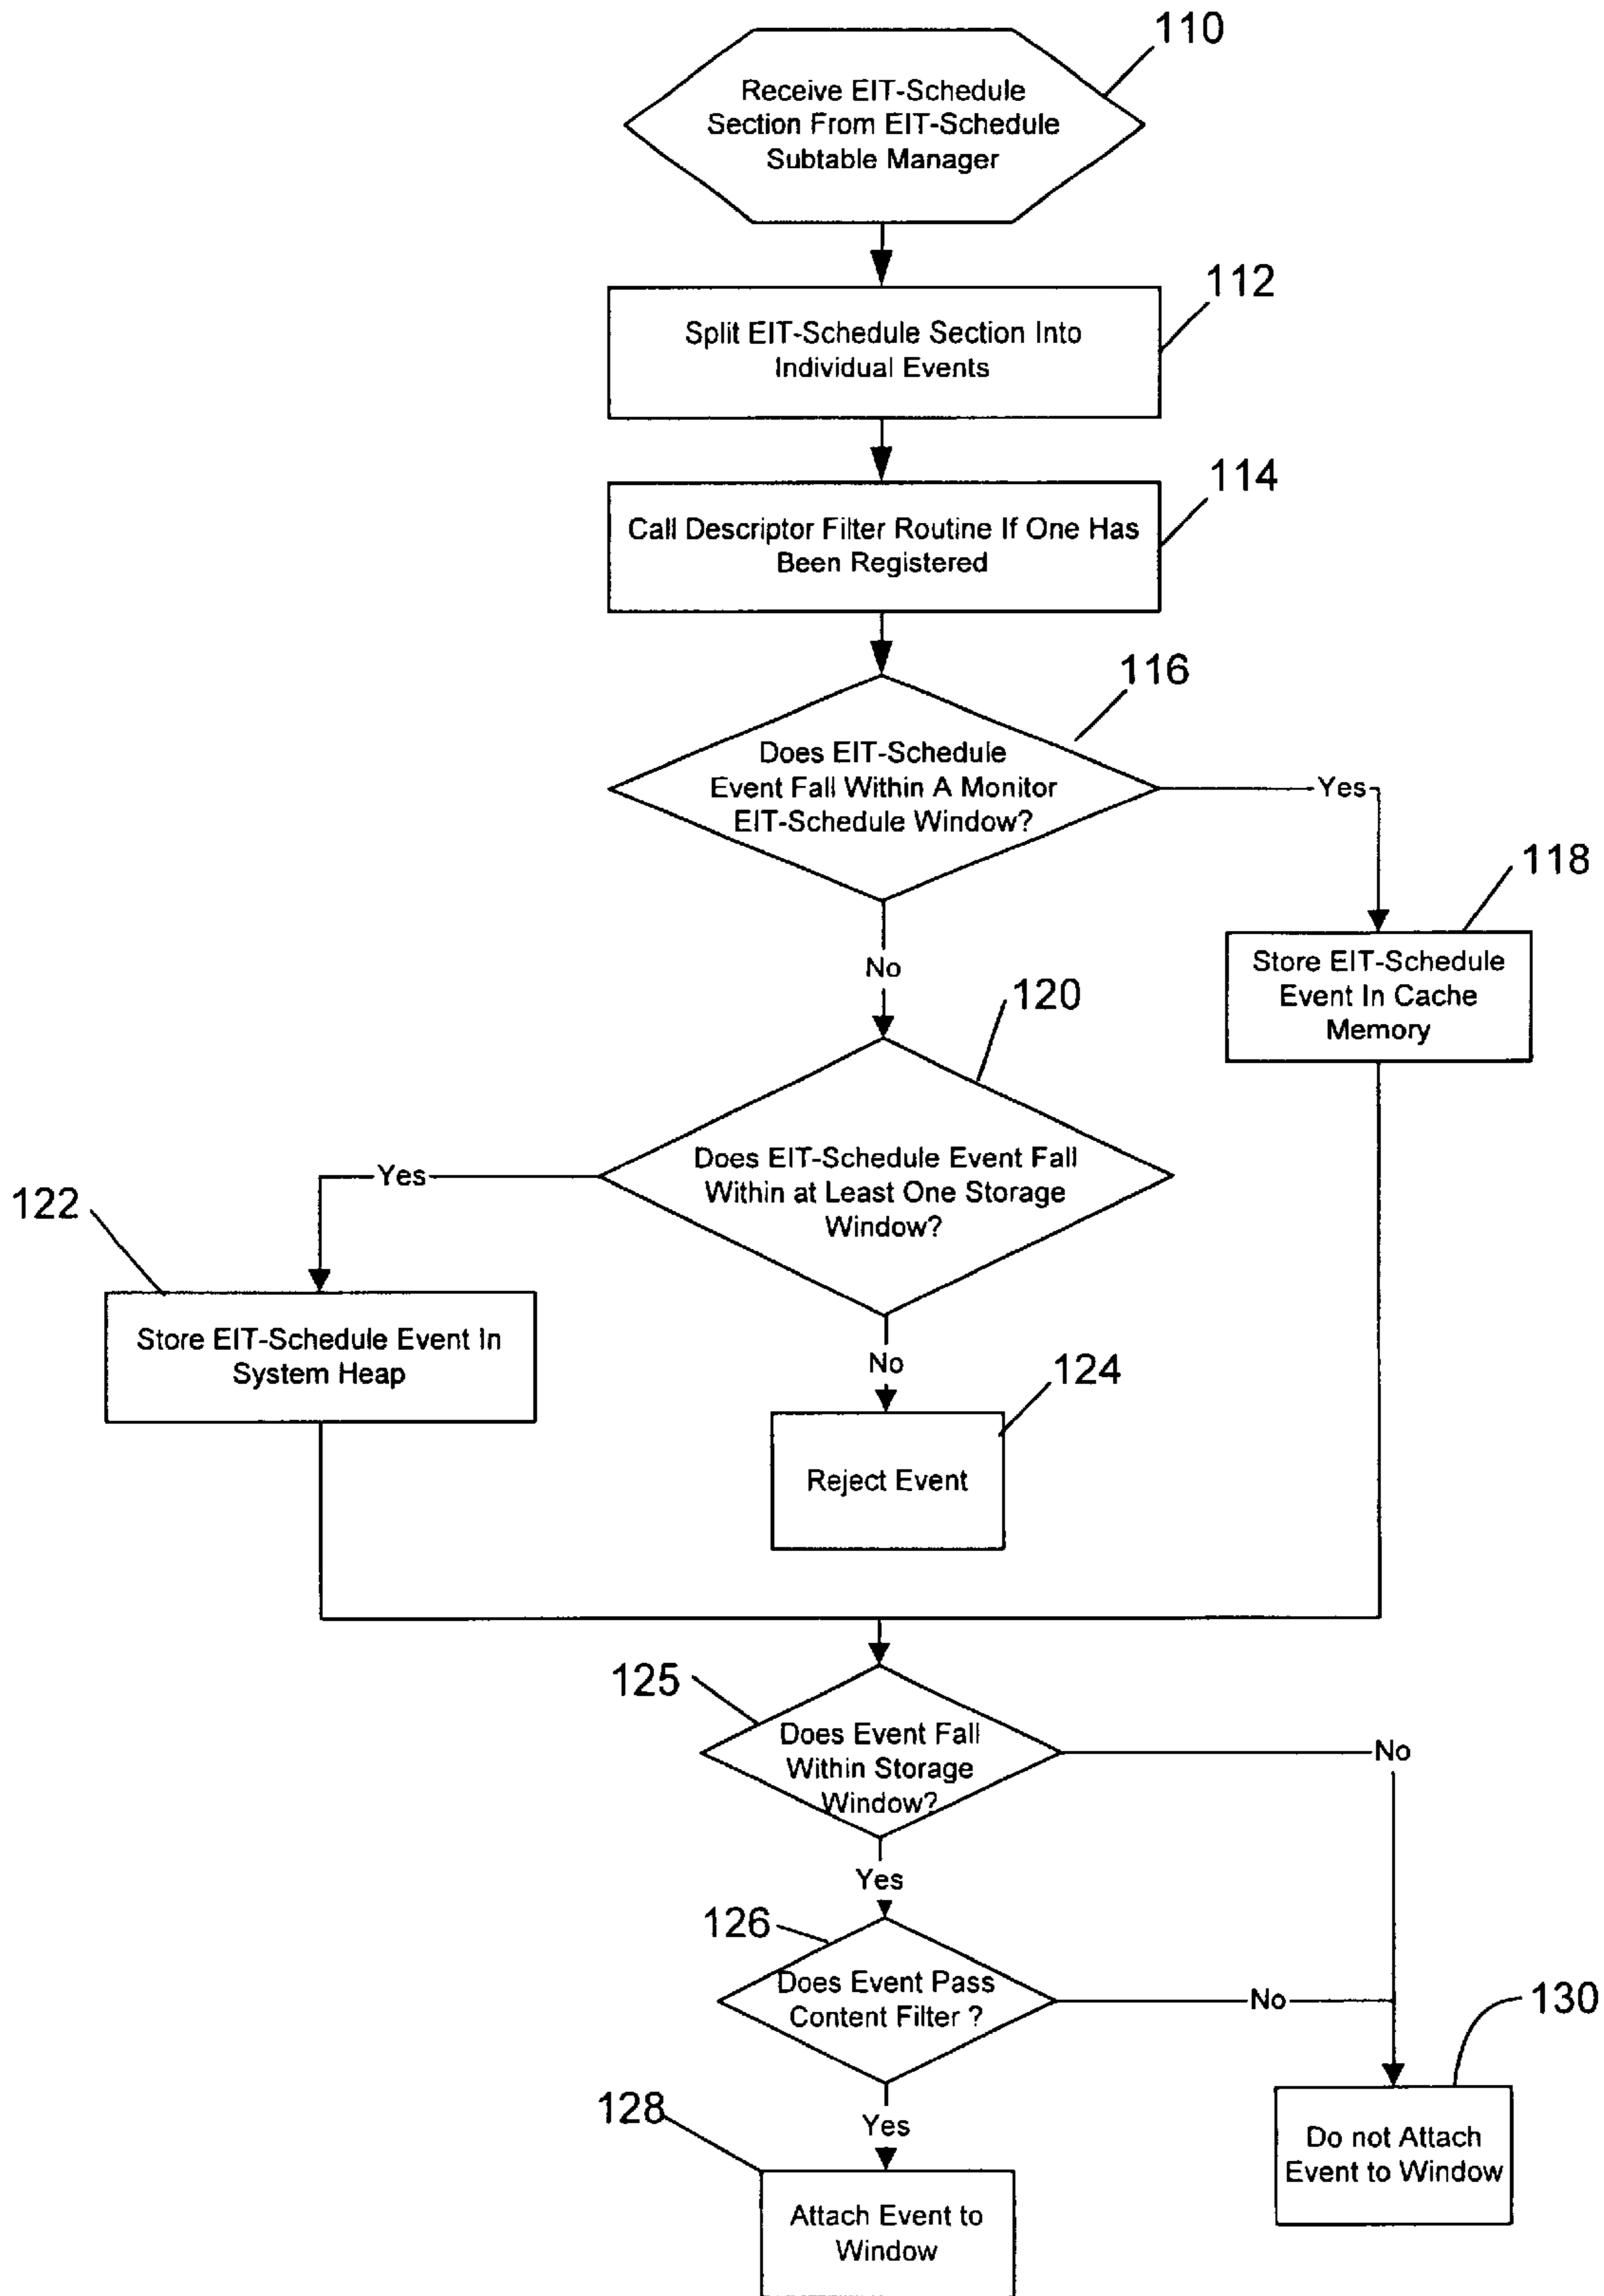 110
Receive EIT-Schedule
Section From EIT-Schedule
Subtable Manager
112
Split EIT-Schedule Section Into
Individual Events
114
Call Descriptor Filter Routine If One Has
Been Registered
116
Does EIT-Schedule
Event Fall Within A Monitor
EIT-Schedule Window?
Yes
118
Store EIT-Schedule
Event In Cache
Memory
No
120
Does EIT-Schedule Event Fall
Within at Least One Storage
Window?
Yes
122
Store EIT-Schedule Event In
System Heap
No
124
Reject Event
125
Does Event Fall
Within Storage
Window?
No
Yes
126
Does Event Pass
Content Filter ?
No
130
Do not Attach
Event to Window
Yes
128
Attach Event to
Window